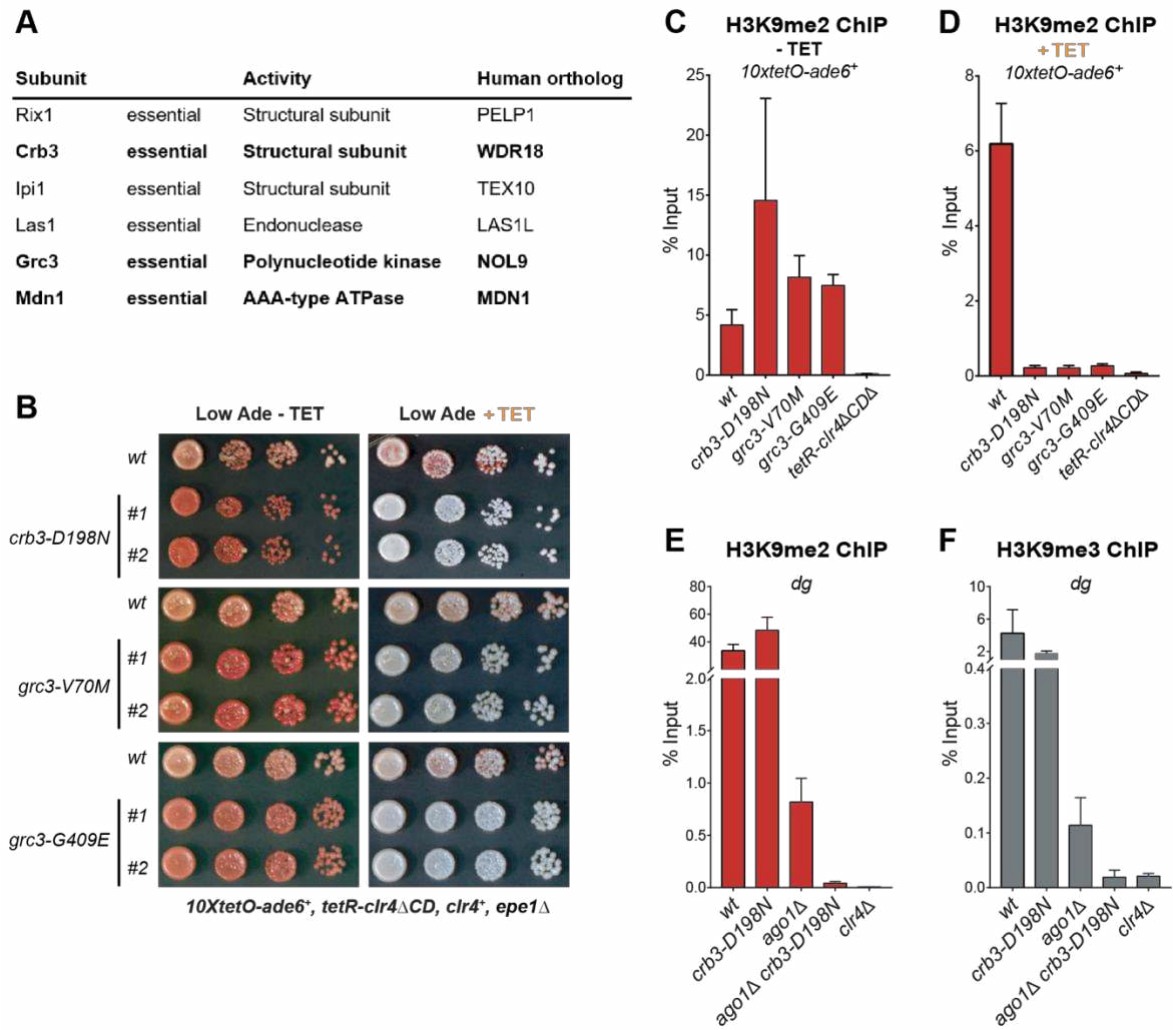 A
Subunit Activity Human ortholog
Rix1 essential Structural subunit PELP1
Crb3 essential Structural subunit WDR18
Ipi1 essential Structural subunit TEX10
Las1 essential Endonuclease LAS1L
Grc3 essential Polynucleotide kinase NOL9
Mdn1 essential AAA-type ATPase MDN1
B
Low Ade - TET Low Ade + TET
wt
crb3-D198N
#1
#2
wt
grc3-V70M
#1
#2
wt
grc3-G409E
#1
#2
10XtetO-ade6+, tetR-clr4ΔCD, clr4+, epe1Δ
C
H3K9me2 ChIP
- TET
10xtetO-ade6+
% Input
25
20
15
10
5
0
wt
crb3-D198N
grc3-V70M
grc3-G409E
tetR-clr4ΔCDΔ
D
H3K9me2 ChIP
+ TET
10xtetO-ade6+
% Input
8
6
4
2
0
wt
crb3-D198N
grc3-V70M
grc3-G409E
tetR-clr4ΔCDΔ
E
H3K9me2 ChIP
dg
% Input
80
60
40
2.0
1.5
1.0
0.5
0.0
wt
crb3-D198N
ago1Δ
ago1Δ crb3-D198N
clr4Δ
F
H3K9me3 ChIP
dg
% Input
10
6
2
0.4
0.3
0.2
0.1
0.0
wt
crb3-D198N
ago1Δ
ago1Δ crb3-D198N
clr4Δ